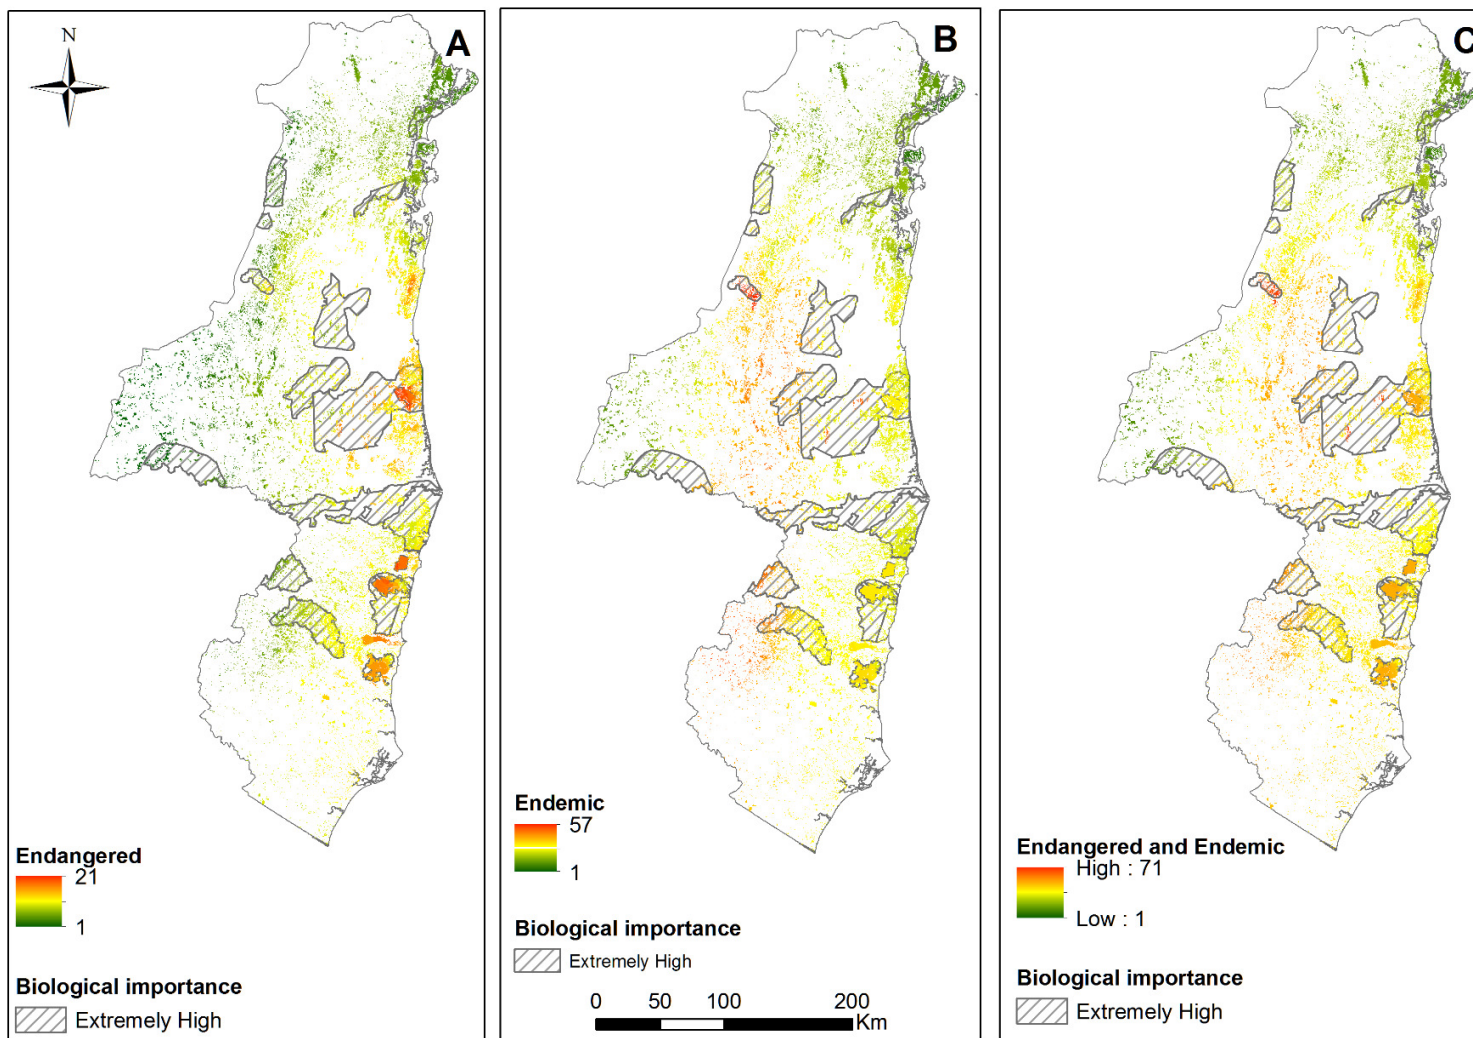 N
A
Endangered
21
1
Biological importance
Extremely High
B
Endemic
57
1
Biological importance
Extremely High
0 50 100 200
Km
C
Endangered and Endemic
High : 71
Low : 1
Biological importance
Extremely High